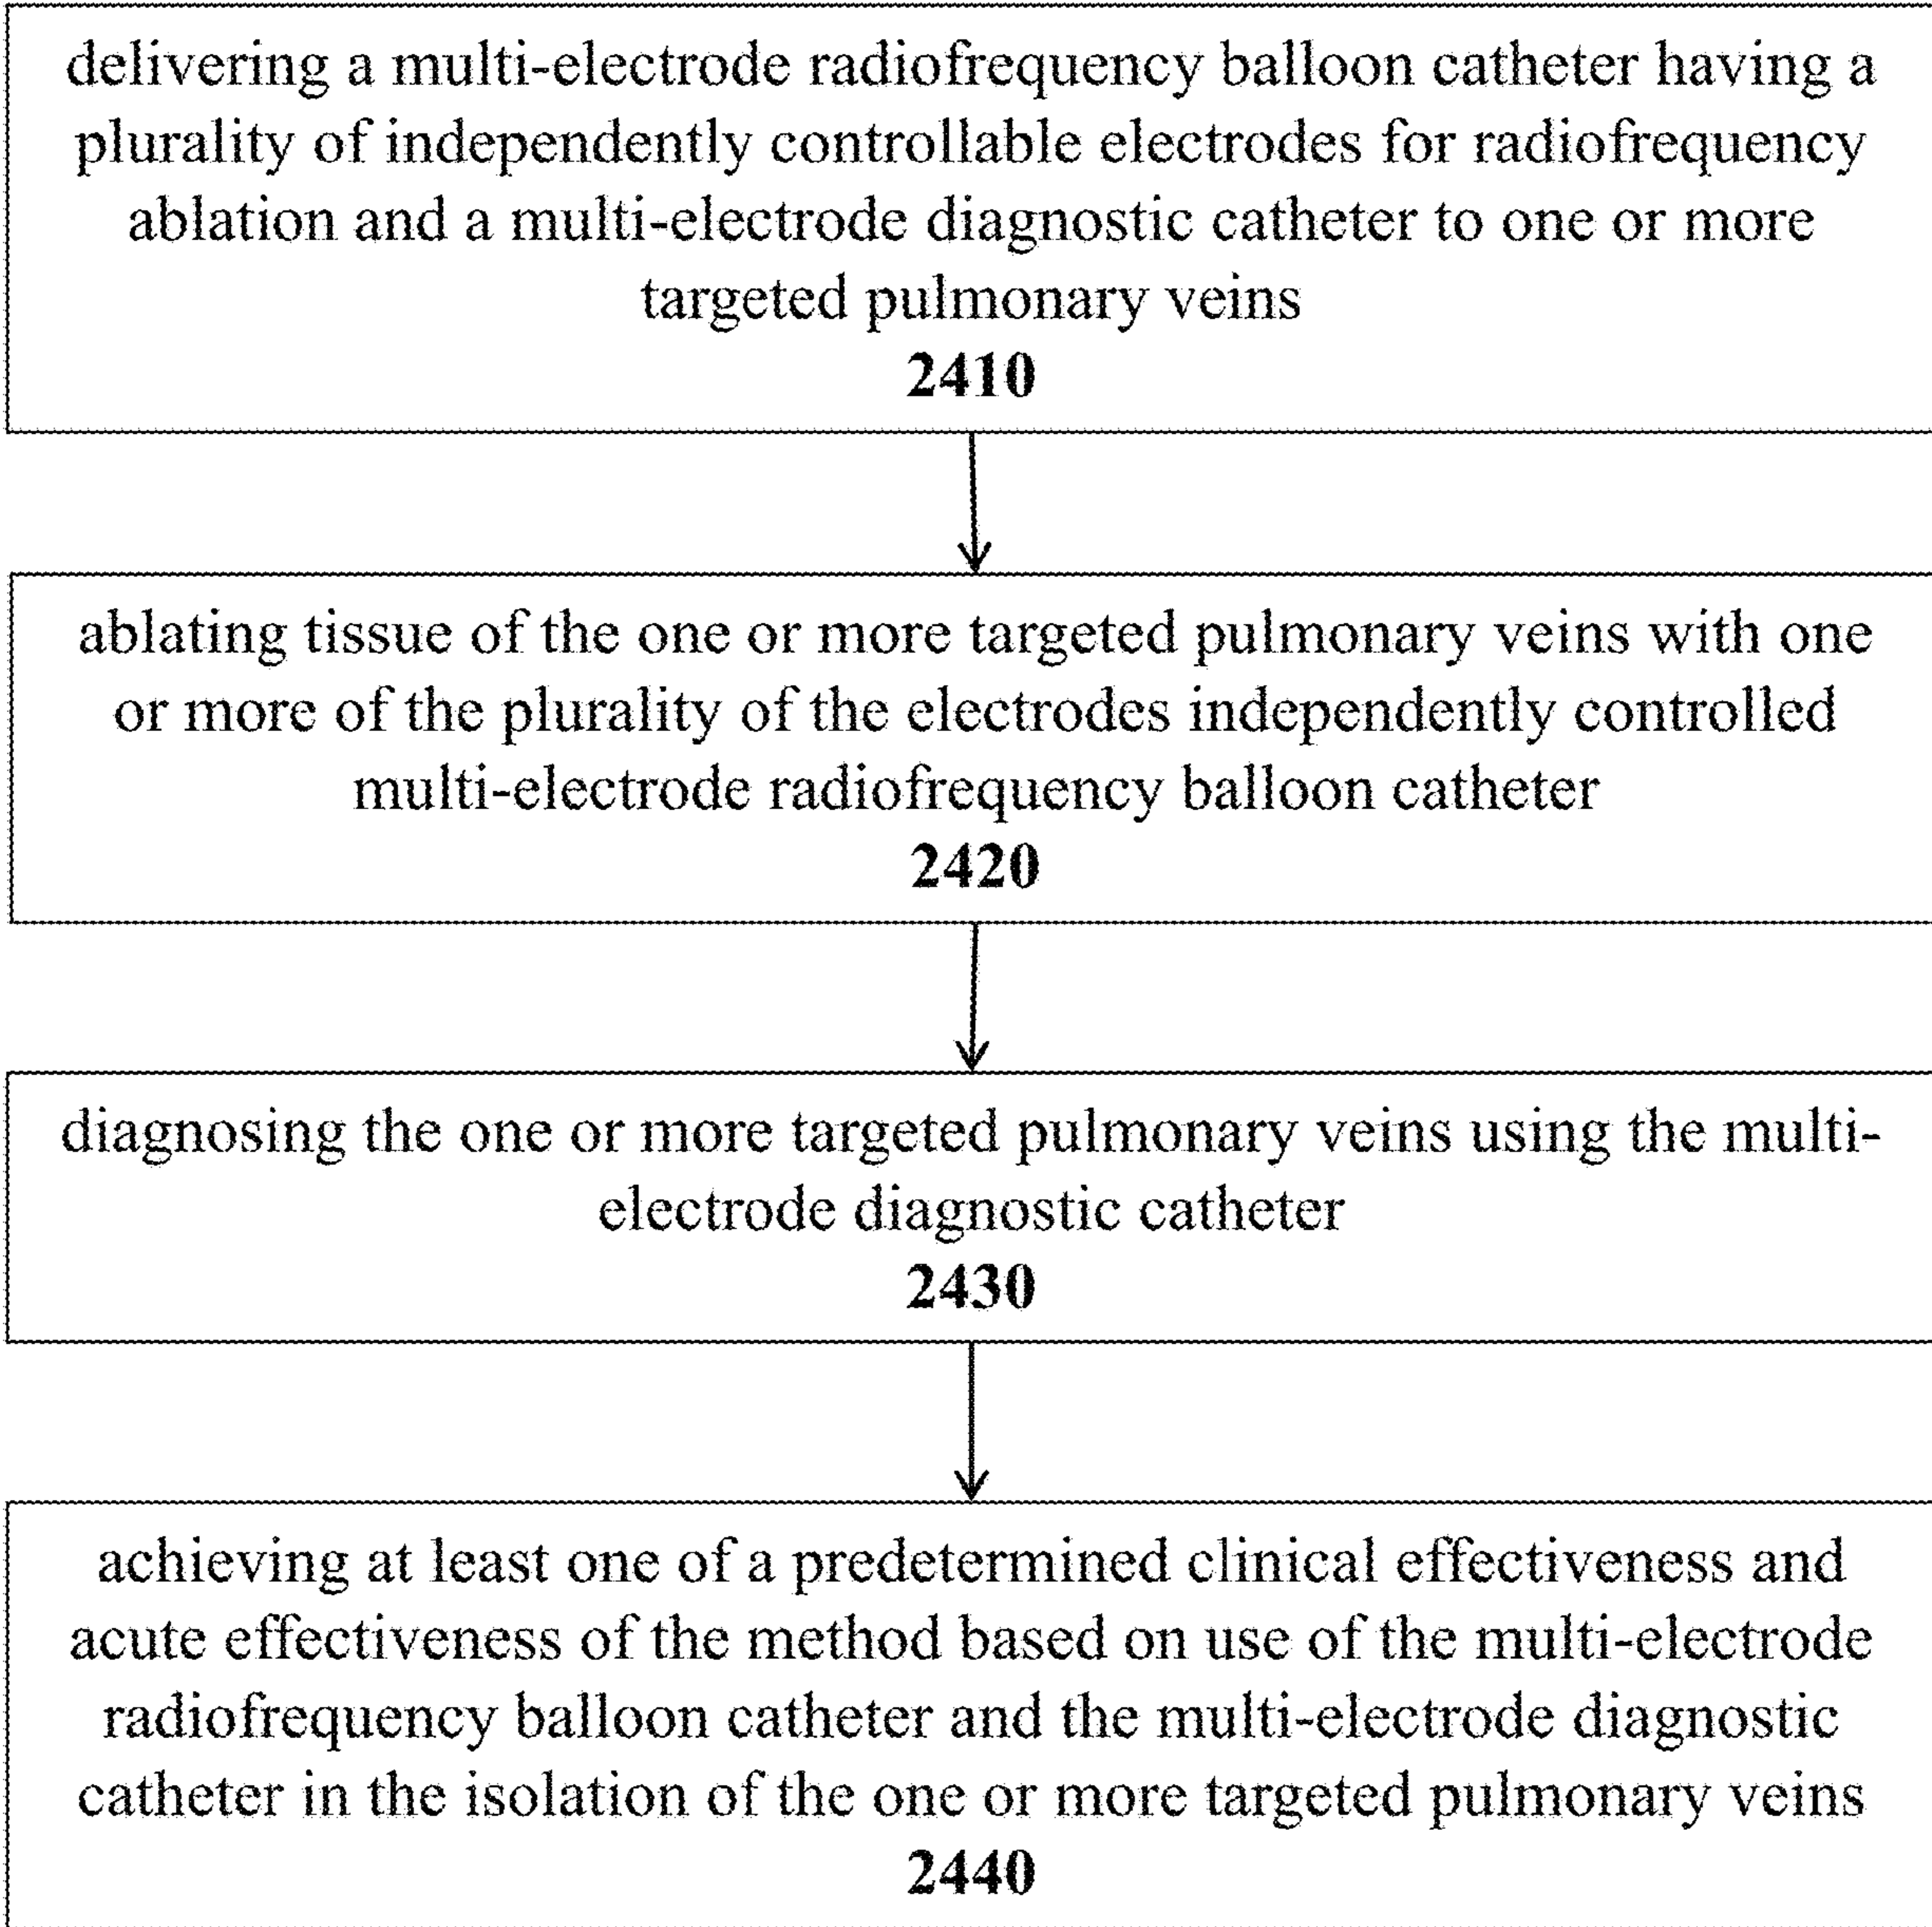 delivering a multi-electrode radiofrequency balloon catheter having a
plurality of independently controllable electrodes for radiofrequency
ablation and a multi-electrode diagnostic catheter to one or more
targeted pulmonary veins
2410
ablating tissue of the one or more targeted pulmonary veins with one
or more of the plurality of the electrodes independently controlled
multi-electrode radiofrequency balloon catheter
2420
diagnosing the one or more targeted pulmonary veins using the multi-
electrode diagnostic catheter
2430
achieving at least one of a predetermined clinical effectiveness and
acute effectiveness of the method based on use of the multi-electrode
radiofrequency balloon catheter and the multi-electrode diagnostic
catheter in the isolation of the one or more targeted pulmonary veins
2440